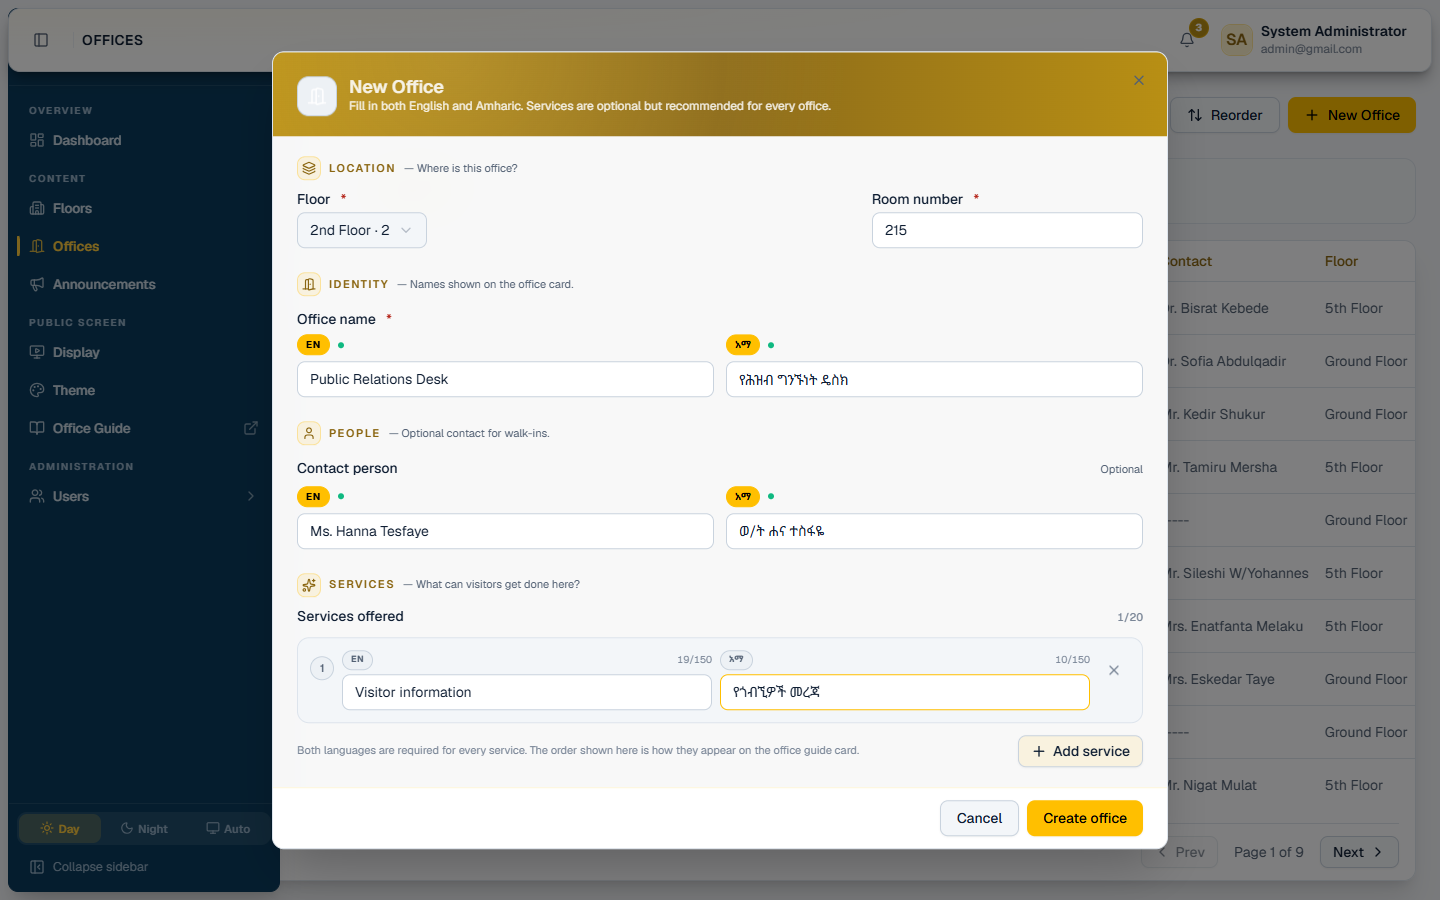 OFFICES
3
SA
System Administrator
admin@gmail.com
OVERVIEW
Dashboard
CONTENT
Floors
Offices
Announcements
PUBLIC SCREEN
Display
Theme
Office Guide
ADMINISTRATION
Users
Day
Night
Auto
Collapse sidebar
Reorder
New Office
New Office
Fill in both English and Amharic. Services are optional but recommended for every office.
LOCATION — Where is this office?
Floor *
Room number *
2nd Floor · 2
215
IDENTITY — Names shown on the office card.
Office name *
EN
አማ
Public Relations Desk
የሕዝብ ግንኙነት ዴስክ
PEOPLE — Optional contact for walk-ins.
Contact person
Optional
EN
አማ
Ms. Hanna Tesfaye
ወ/ት ሐና ተስፋዬ
SERVICES — What can visitors get done here?
Services offered
1/20
1
EN
19/150
አማ
10/150
Visitor information
የጎብኚዎች መረጃ
Both languages are required for every service. The order shown here is how they appear on the office guide card.
Add service
Cancel
Create office
Floor
Bisrat Kebede
5th Floor
Sofia Abdulqadir
Ground Floor
Kedir Shukur
Ground Floor
Tamiru Mersha
5th Floor
Ground Floor
Sileshi W/Yohannes
5th Floor
Enatfanta Melaku
5th Floor
Eskedar Taye
Ground Floor
Ground Floor
Nigat Mulat
5th Floor
Prev
Page 1 of 9
Next